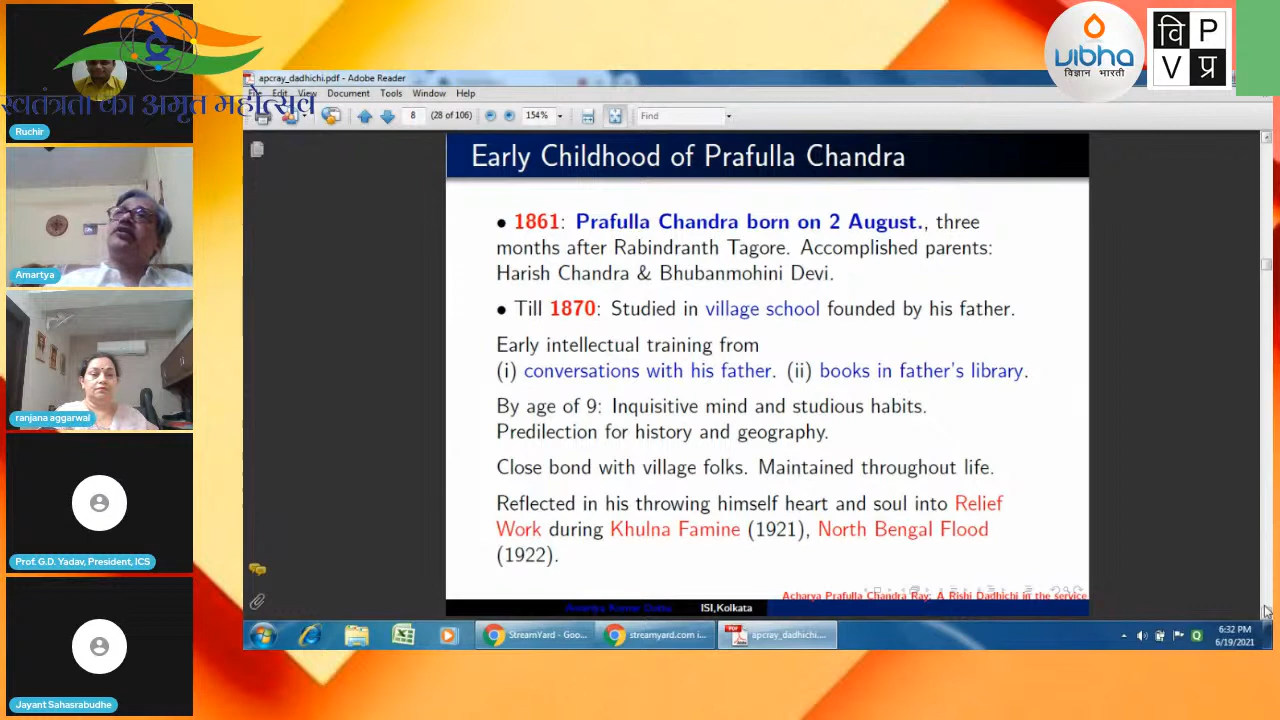 स्वतंत्रता का अमृत महोत्सव
Ruchir
Amartya
ranjana aggarwal
Prof. G.D. Yadav, President, ICS
Jayant Sahasrabudhe
vibha
विज्ञान भारती
वि P
V प्र
apcray_dadhichi.pdf - Adobe Reader
Edit View Document Tools Window Help
8 (28 of 106) 154% Find
Early Childhood of Prafulla Chandra
• 1861: Prafulla Chandra born on 2 August., three
months after Rabindranth Tagore. Accomplished parents:
Harish Chandra & Bhubanmohini Devi.
• Till 1870: Studied in village school founded by his father.
Early intellectual training from
(i) conversations with his father. (ii) books in father's library.
By age of 9: Inquisitive mind and studious habits.
Predilection for history and geography.
Close bond with village folks. Maintained throughout life.
Reflected in his throwing himself heart and soul into Relief
Work during Khulna Famine (1921), North Bengal Flood
(1922).
Acharya Prafulla Chandra Ray: A Rishi Dadhichi in the service
Amartya Kumar Dutta ISI,Kolkata
StreamYard - Goo... streamyard.com i... apcray_dadhichi....
6:32 PM
6/19/2021